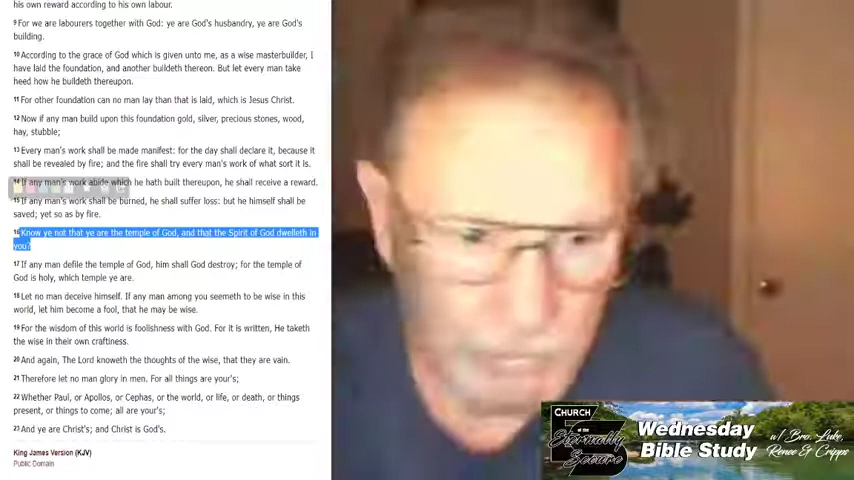 his own reward according to his own labour.
9 For we are labourers together with God: ye are God's husbandry, ye are God's
building.
10 According to the grace of God which is given unto me, as a wise masterbuilder, I
have laid the foundation, and another buildeth thereon. But let every man take
heed how he buildeth thereupon.
11 For other foundation can no man lay than that is laid, which is Jesus Christ.
12 Now if any man build upon this foundation gold, silver, precious stones, wood,
hay, stubble;
13 Every man's work shall be made manifest: for the day shall declare it, because it
shall be revealed by fire; and the fire shall try every man's work of what sort it is.
14 If any man's work abide which he hath built thereupon, he shall receive a reward.
15 If any man's work shall be burned, he shall suffer loss: but he himself shall be
saved; yet so as by fire.
16 Know ye not that ye are the temple of God, and that the Spirit of God dwelleth in
you?
17 If any man defile the temple of God, him shall God destroy; for the temple of
God is holy, which temple ye are.
18 Let no man deceive himself. If any man among you seemeth to be wise in this
world, let him become a fool, that he may be wise.
19 For the wisdom of this world is foolishness with God. For it is written, He taketh
the wise in their own craftiness.
20 And again, The Lord knoweth the thoughts of the wise, that they are vain.
21 Therefore let no man glory in men. For all things are your's;
22 Whether Paul, or Apollos, or Cephas, or the world, or life, or death, or things
present, or things to come; all are your's;
23 And ye are Christ's; and Christ is God's.
King James Version (KJV)
Public Domain
CHURCH
of the
Eternally
Secure
Wednesday
Bible Study
w/ Bro. Luke,
Renee & Cripps